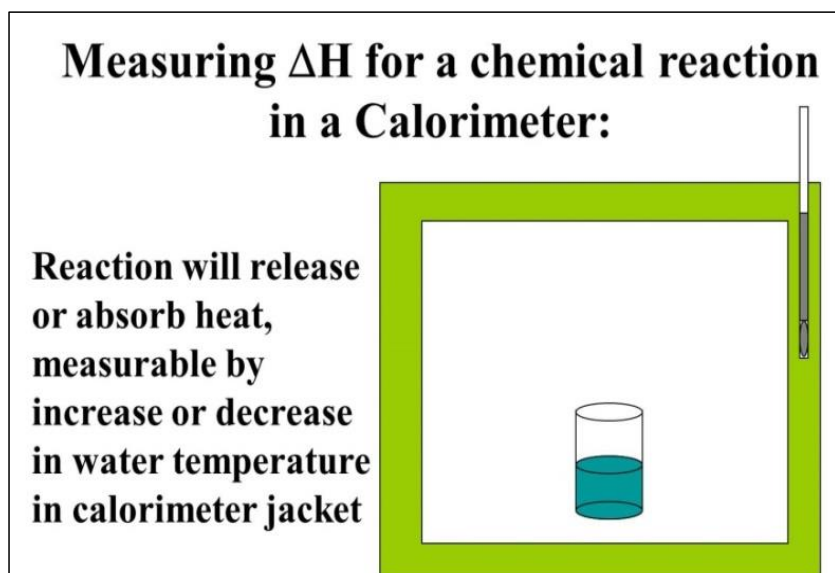 Measuring ΔH for a chemical reaction
in a Calorimeter:
Reaction will release
or absorb heat,
measurable by
increase or decrease
in water temperature
in calorimeter jacket